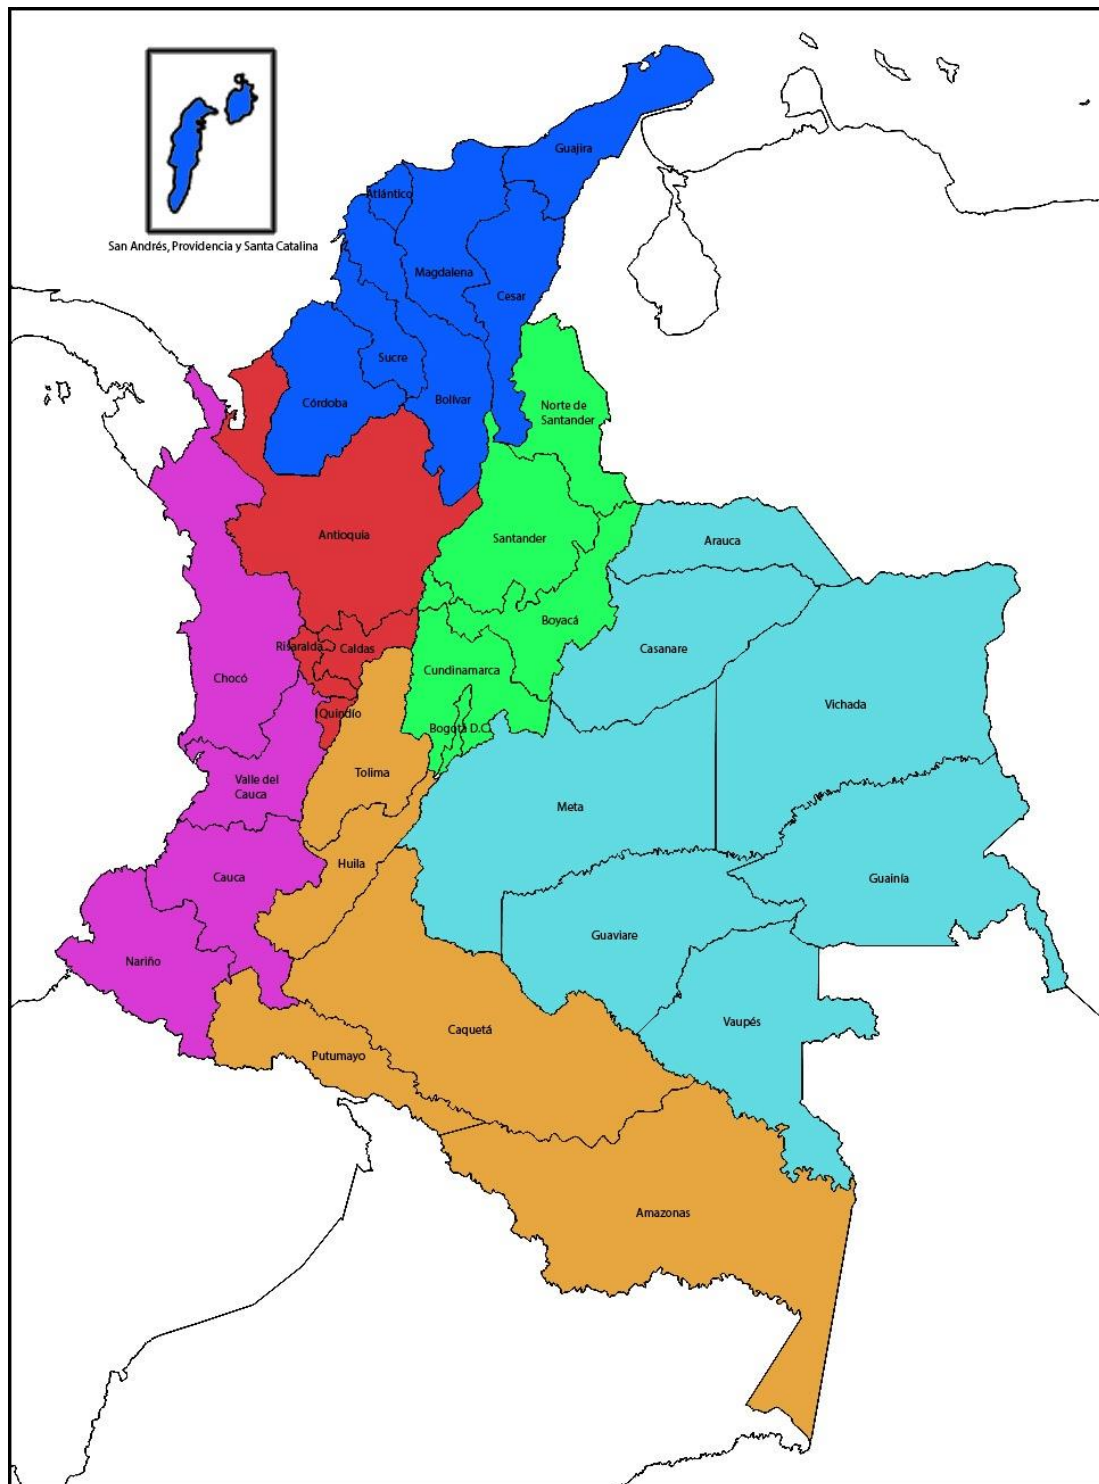 Guajira
Atlántico
San Andrés, Providencia y Santa Catalina
Magdalena
Cesar
Sucre
Bolívar
Córdoba
Norte de
Santander
Antioquia
Santander
Arauca
Boyacá
Risaralda
Caldas
Casanare
Chocó
Cundinamarca
Vichada
Quindío
Bogotá D.C.
Tolima
Valle del
Cauca
Meta
Huila
Cauca
Guainía
Guaviare
Nariño
Vaupés
Caquetá
Putumayo
Amazonas